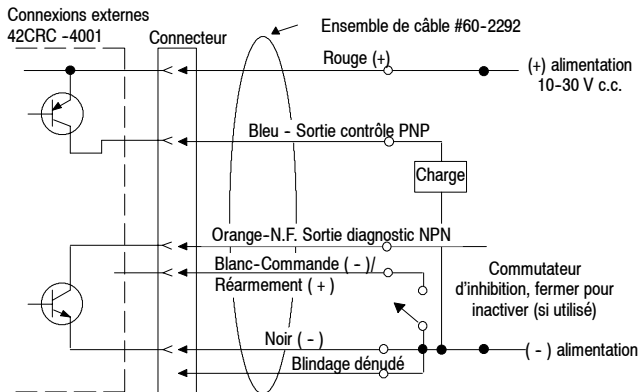 Connexions externes
42CRC -4001
Connecteur
Ensemble de câble #60-2292
Rouge (+)
(+) alimentation
10-30 V c.c.
Bleu - Sortie contrôle PNP
Charge
Orange-N.F. Sortie diagnostic NPN
Blanc-Commande ( - )/
Réarmement ( + )
Commutateur
d'inhibition, fermer pour
inactiver (si utilisé)
Noir ( - )
( - ) alimentation
Blindage dénudé